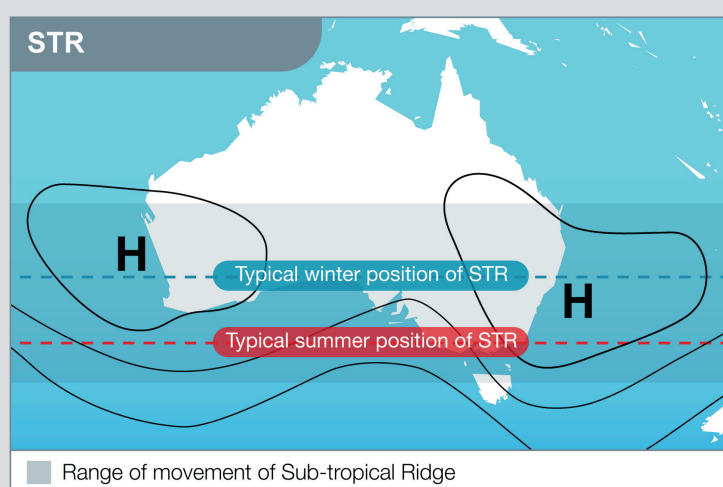 STR
H
Typical winter position of STR
H
Typical summer position of STR
Range of movement of Sub-tropical Ridge